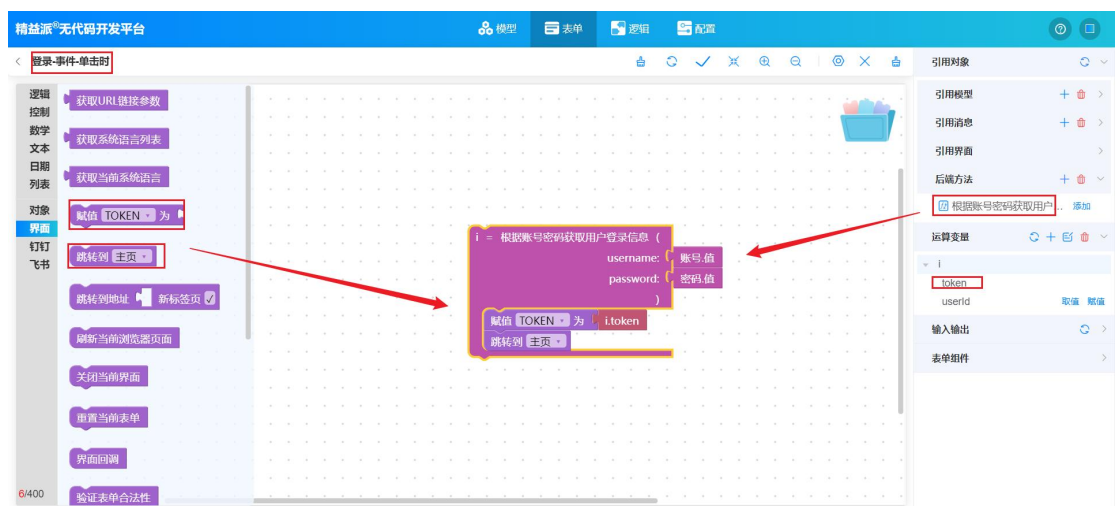 精益派®无代码开发平台
模型
表单
逻辑
配置
登录-事件-单击时
引用对象
逻辑
控制
数学
文本
日期
列表
对象
界面
钉钉
飞书
6/400
获取URL链接参数
获取系统语言列表
获取当前系统语言
赋值 TOKEN 为
跳转到 主页
跳转到地址 新标签页
刷新当前浏览器页面
关闭当前界面
重置当前表单
界面回调
验证表单合法性
i = 根据账号密码获取用户登录信息 (
username: 账号.值
password: 密码.值
)
赋值 TOKEN 为 i.token
跳转到 主页
引用模型
引用消息
引用界面
后端方法
根据账号密码获取用户... 添加
运算变量
i
token
userId 取值 赋值
输入输出
表单组件